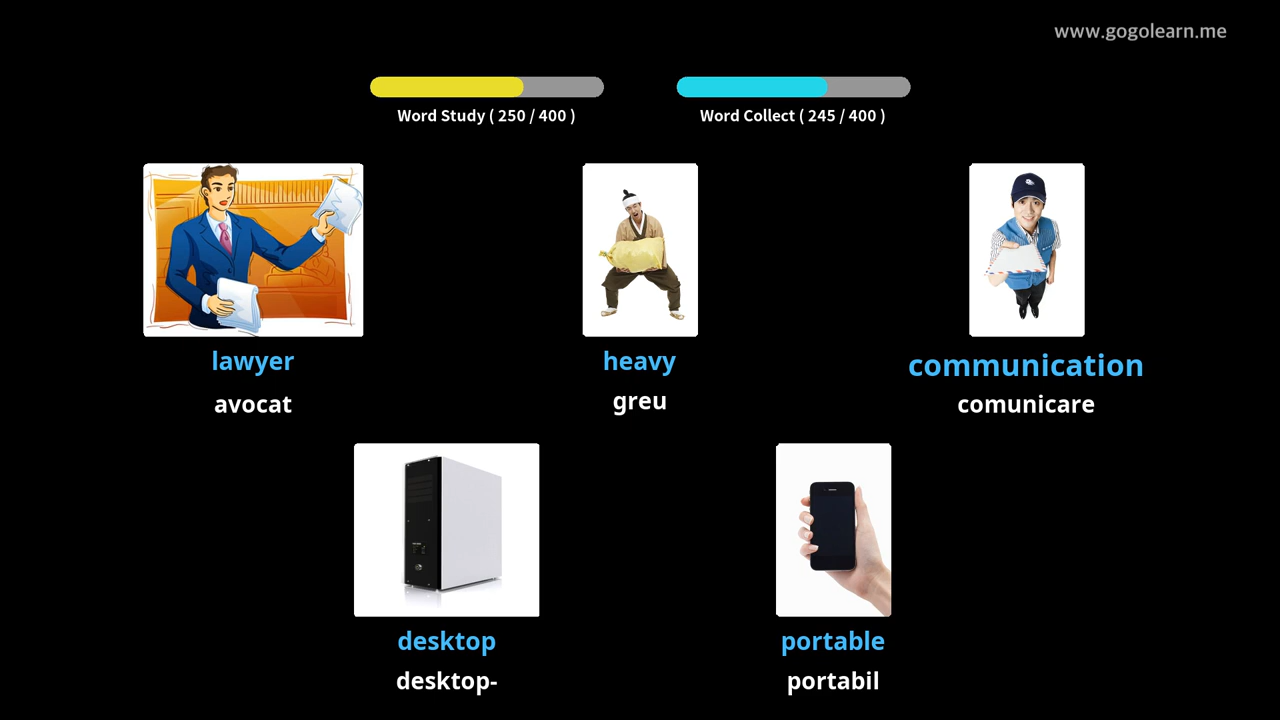 www.gogolearn.me
Word Study ( 250 / 400 )
Word Collect ( 245 / 400 )
lawyer
avocat
heavy
greu
communication
comunicare
desktop
desktop-
portable
portabil